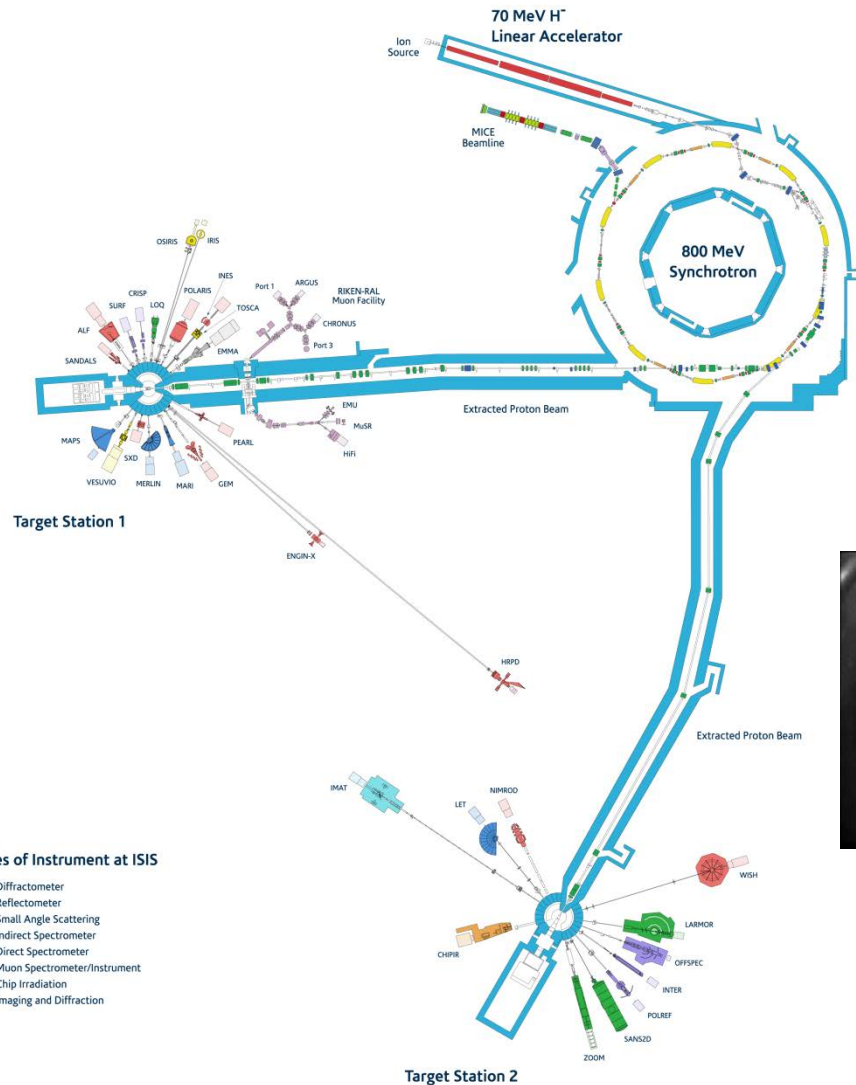 70 MeV H⁻
Linear Accelerator
Ion
Source
MICE
Beamline
800 MeV
Synchrotron
OSIRIS
IRIS
INES
POLARIS
TOSCA
CRISP
LOQ
SURF
ALF
EMMA
SANDALS
Port 1
ARGUS
RIKEN-RAL
Muon Facility
CHRONUS
Port 3
Extracted Proton Beam
EMU
MuSR
HiFi
PEARL
MAPS
SXD
VESUVIO
MERLIN
MARI
GEM
Target Station 1
ENGIN-X
HRPD
Extracted Proton Beam
IMAT
LET
NIMROD
WISH
es of Instrument at ISIS
Diffractometer
Reflectometer
Small Angle Scattering
ndirect Spectrometer
Direct Spectrometer
Muon Spectrometer/Instrument
Chip Irradiation
maging and Diffraction
CHIPIR
LARMOR
OFFSPEC
INTER
POLREF
SANS2D
ZOOM
Target Station 2